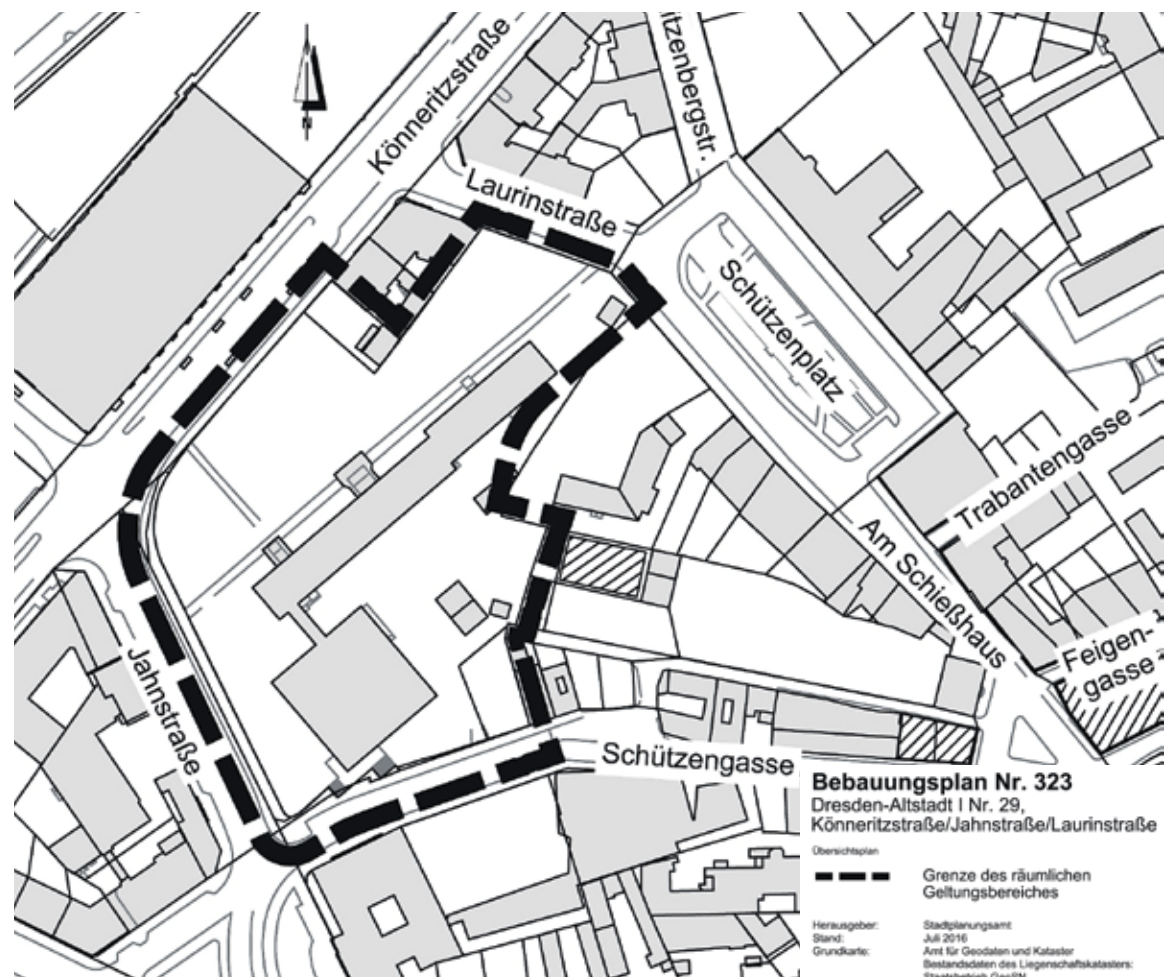 Könneritzstraße
itzenbergstr.
Laurinstraße
Schützenplatz
Trabantengasse
Am Schießhaus
Feigen-
gasse
Jahnstraße
Schützengasse
N
Bebauungsplan Nr. 323
Dresden-Altstadt I Nr. 29,
Könneritzstraße/Jahnstraße/Laurinstraße
Übersichtsplan
Grenze des räumlichen
Geltungsbereiches
Herausgeber: Stadtplanungsamt
Stand: Juli 2016
Grundkarte: Amt für Geodaten und Kataster
Bestandsdaten des Liegenschaftskatasters: